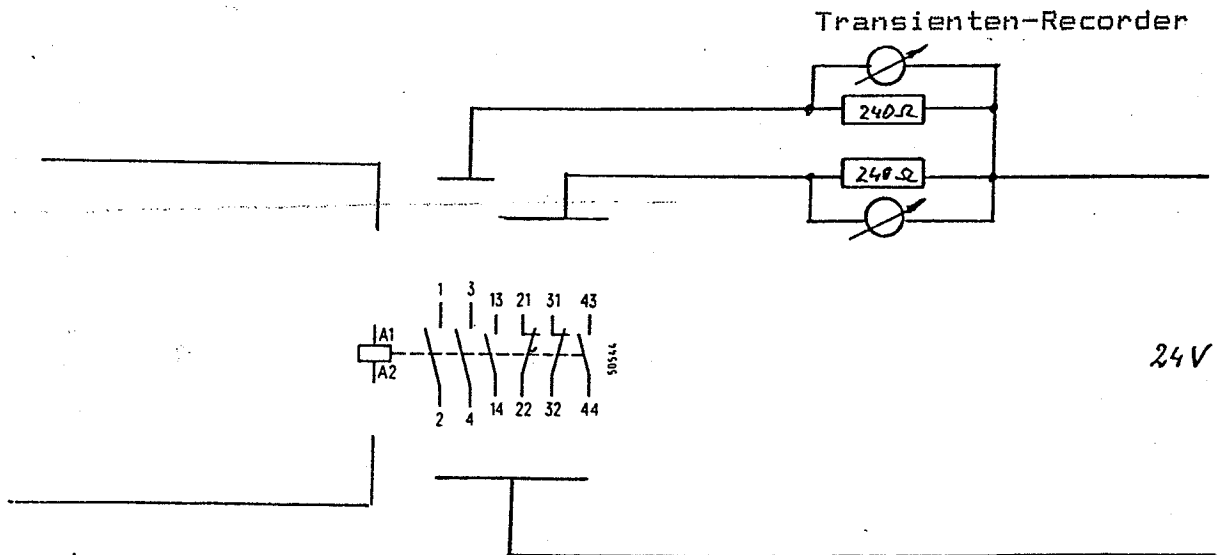 Transienten-Recorder
240Ω
240Ω
1 3 13 21 31 43
A1
A2
50544
24V
2 4 14 22 32 44